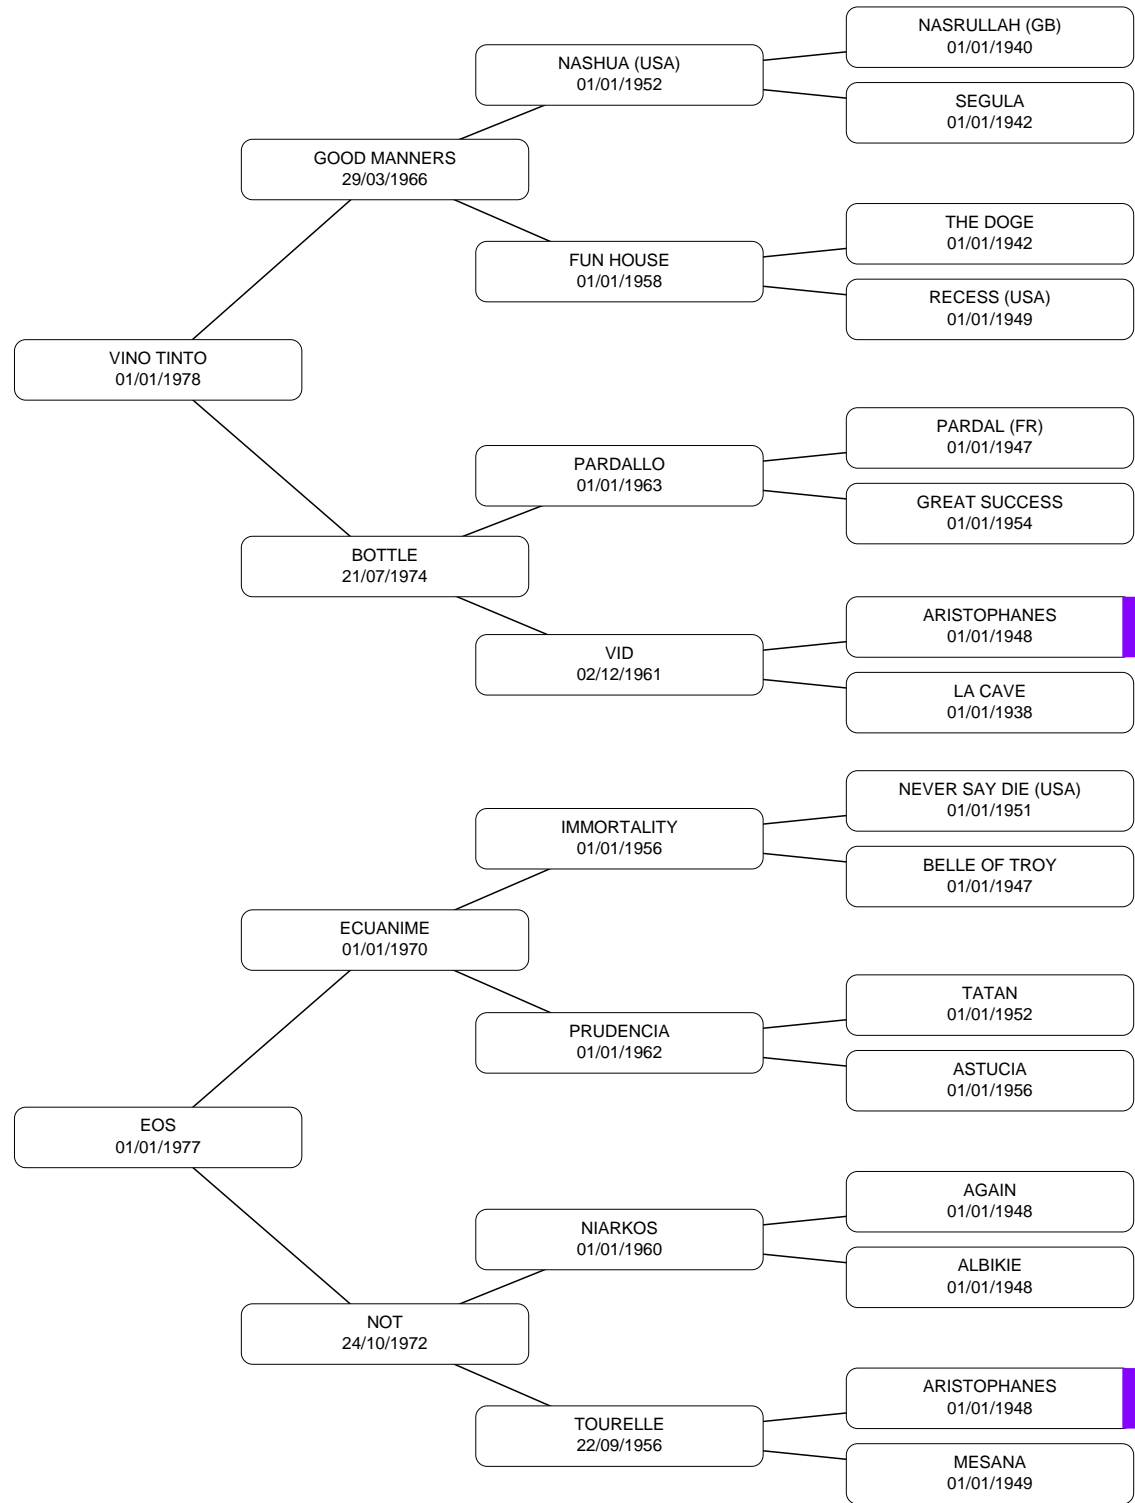 NASRULLAH (GB)
01/01/1940
NASHUA (USA)
01/01/1952
SEGULA
01/01/1942
GOOD MANNERS
29/03/1966
THE DOGE
01/01/1942
FUN HOUSE
01/01/1958
RECESS (USA)
01/01/1949
VINO TINTO
01/01/1978
PARDAL (FR)
01/01/1947
PARDALLO
01/01/1963
GREAT SUCCESS
01/01/1954
BOTTLE
21/07/1974
ARISTOPHANES
01/01/1948
VID
02/12/1961
LA CAVE
01/01/1938
NEVER SAY DIE (USA)
01/01/1951
IMMORTALITY
01/01/1956
BELLE OF TROY
01/01/1947
ECUANIME
01/01/1970
TATAN
01/01/1952
PRUDENCIA
01/01/1962
ASTUCIA
01/01/1956
EOS
01/01/1977
AGAIN
01/01/1948
NIARKOS
01/01/1960
ALBIKIE
01/01/1948
NOT
24/10/1972
ARISTOPHANES
01/01/1948
TOURELLE
22/09/1956
MESANA
01/01/1949